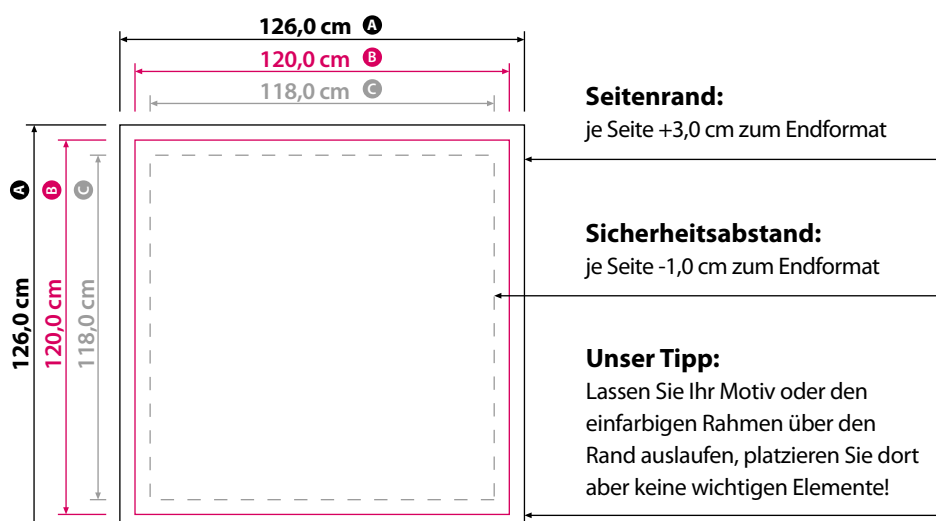 126,0 cm A
120,0 cm B
118,0 cm C
126,0 cm A
120,0 cm B
118,0 cm C
Seitenrand:
je Seite +3,0 cm zum Endformat
Sicherheitsabstand:
je Seite -1,0 cm zum Endformat
Unser Tipp:
Lassen Sie Ihr Motiv oder den
einfarbigen Rahmen über den
Rand auslaufen, platzieren Sie dort
aber keine wichtigen Elemente!